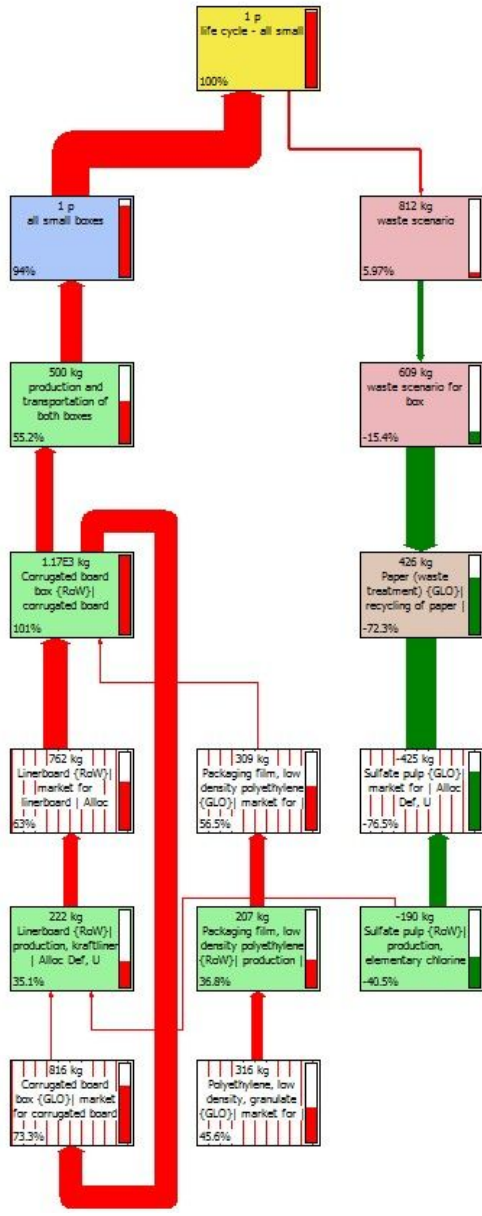 1 p
life cycle - all small
100%
1 p
all small boxes
94%
812 kg
waste scenario
5.97%
500 kg
production and
transportation of
both boxes
55.2%
609 kg
waste scenario for
box
-15.4%
1.17E3 kg
Corrugated board
box {RoW}|
corrugated board
101%
426 kg
Paper (waste
treatment) {GLO}|
recycling of paper |
-72.3%
762 kg
Linerboard {RoW}|
market for
linerboard | Alloc
63%
309 kg
Packaging film, low
density polyethylene
{GLO}| market for |
56.5%
-425 kg
Sulfate pulp {GLO}|
market for | Alloc
Def, U
-76.5%
222 kg
Linerboard {RoW}|
production, kraftliner
| Alloc Def, U
35.1%
207 kg
Packaging film, low
density polyethylene
{RoW}| production |
36.8%
-190 kg
Sulfate pulp {RoW}|
production,
elementary chlorine
-40.5%
816 kg
Corrugated board
box {GLO}| market
for corrugated board
73.3%
316 kg
Polyethylene, low
density, granulate
{GLO}| market for |
45.6%